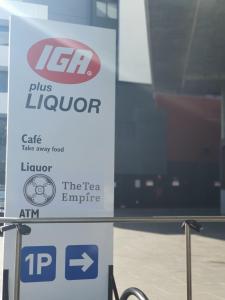 IGA
plus
LIQUOR
Café
Take away food
Liquor
The Tea
Empire
ATM
1P →